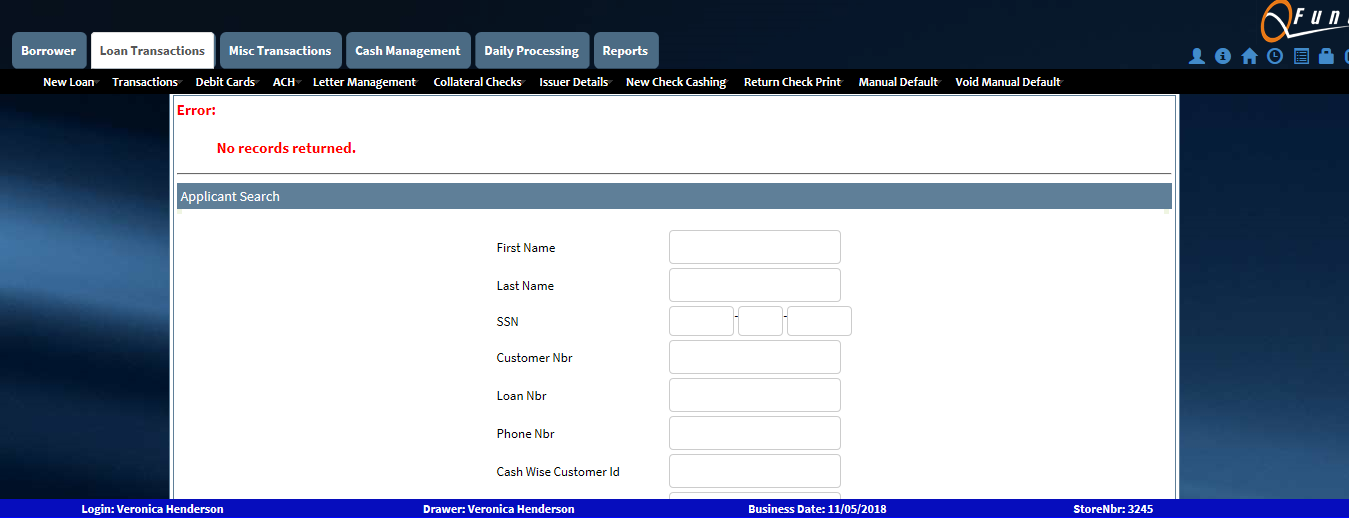 Fun
Borrower Loan Transactions Misc Transactions Cash Management Daily Processing Reports
New Loan Transactions Debit Cards ACH Letter Management Collateral Checks Issuer Details New Check Cashing Return Check Print Manual Default Void Manual Default
Error:
No records returned.
Applicant Search
First Name
Last Name
SSN - -
Customer Nbr
Loan Nbr
Phone Nbr
Cash Wise Customer Id
Login: Veronica Henderson Drawer: Veronica Henderson Business Date: 11/05/2018 StoreNbr: 3245